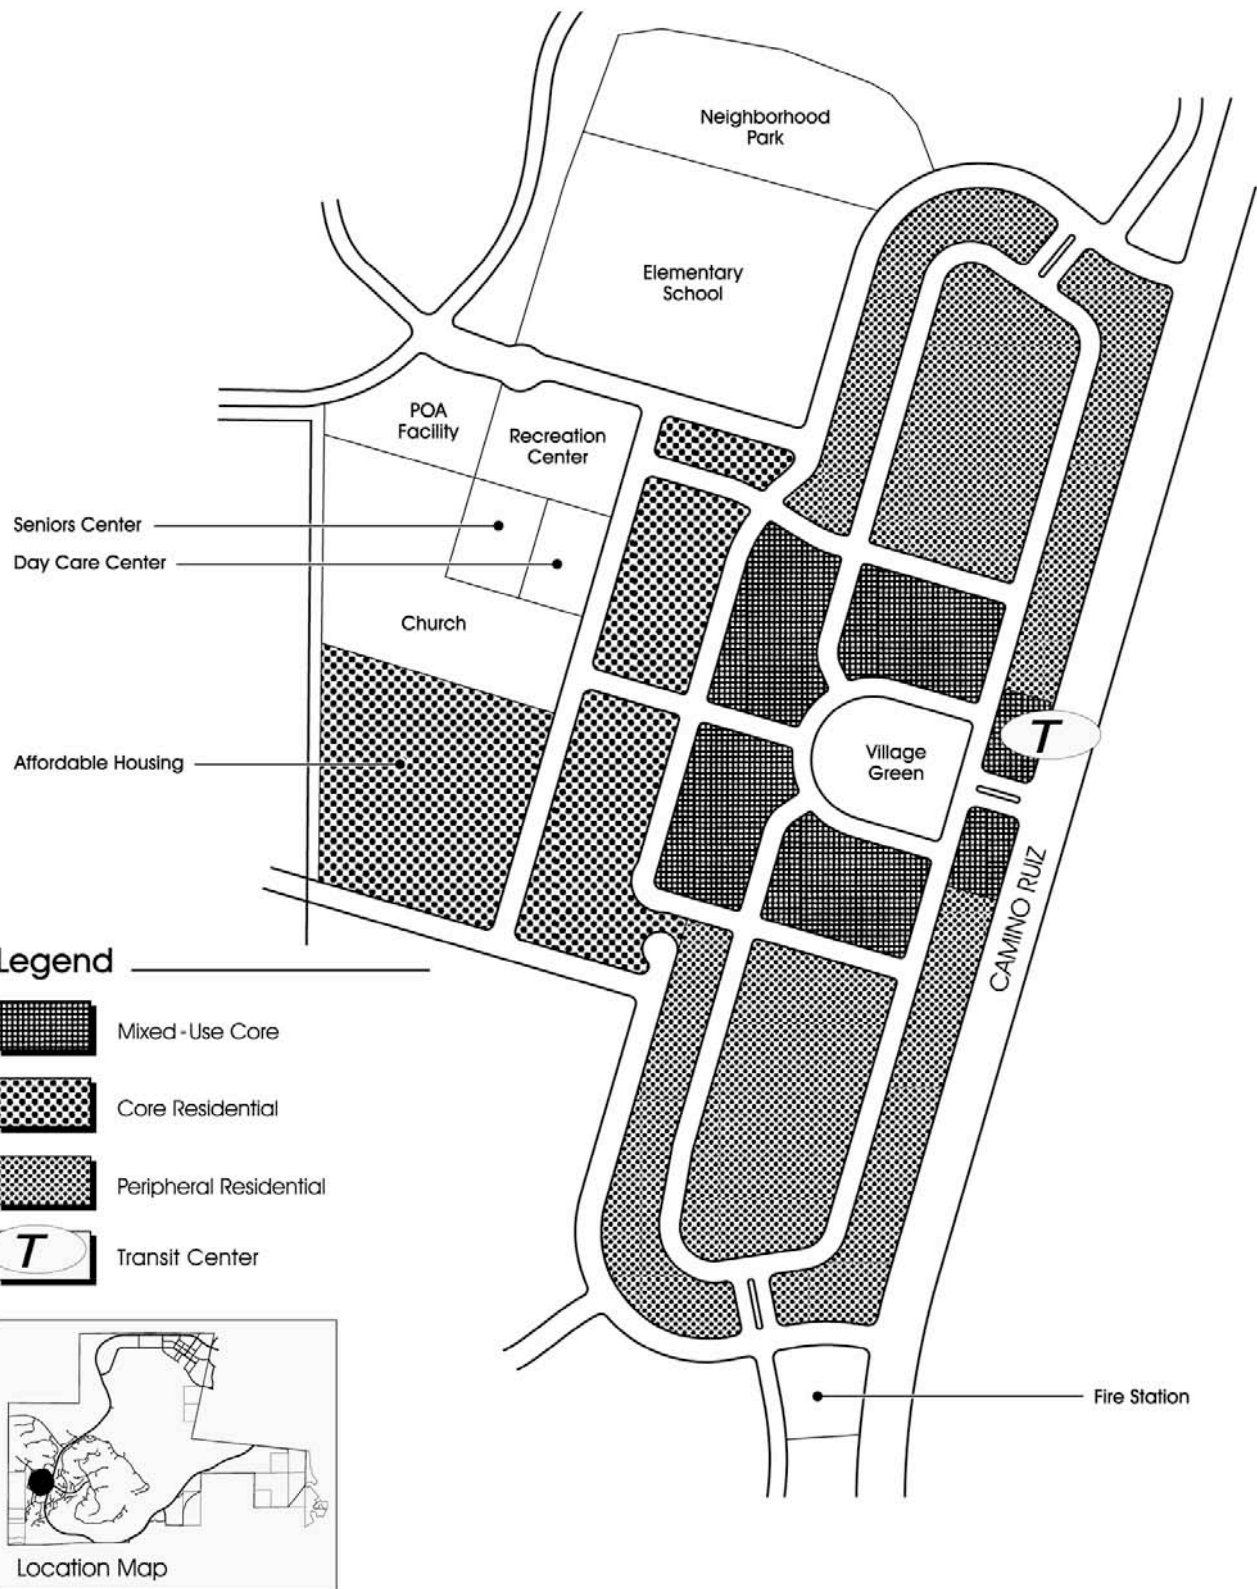 Neighborhood
Park
Elementary
School
POA
Facility
Recreation
Center
Seniors Center
Day Care Center
Church
Affordable Housing
Village
Green
T
CAMINO RUIZ
Legend
Mixed-Use Core
Core Residential
Peripheral Residential
T
Transit Center
Fire Station
Location Map